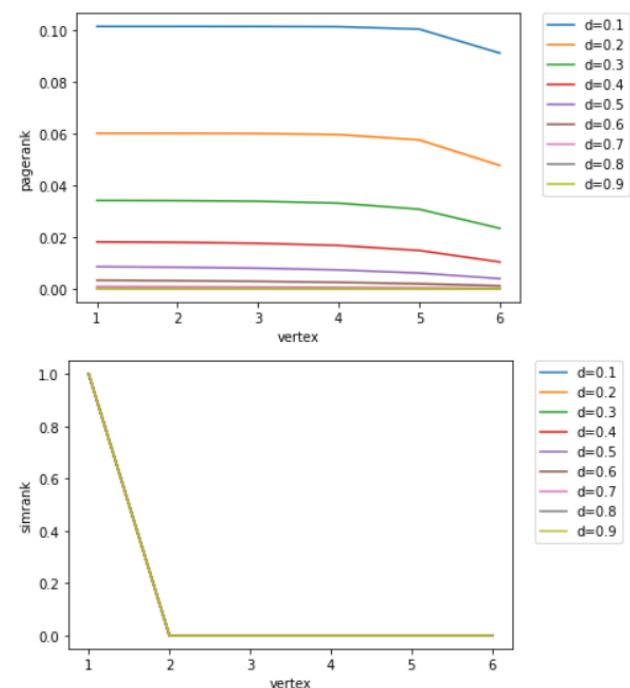 0.10
0.08
0.06
0.04
0.02
0.00
pagerank
1 2 3 4 5 6
vertex
d=0.1
d=0.2
d=0.3
d=0.4
d=0.5
d=0.6
d=0.7
d=0.8
d=0.9
1.0
0.8
0.6
0.4
0.2
0.0
simrank
1 2 3 4 5 6
vertex
d=0.1
d=0.2
d=0.3
d=0.4
d=0.5
d=0.6
d=0.7
d=0.8
d=0.9